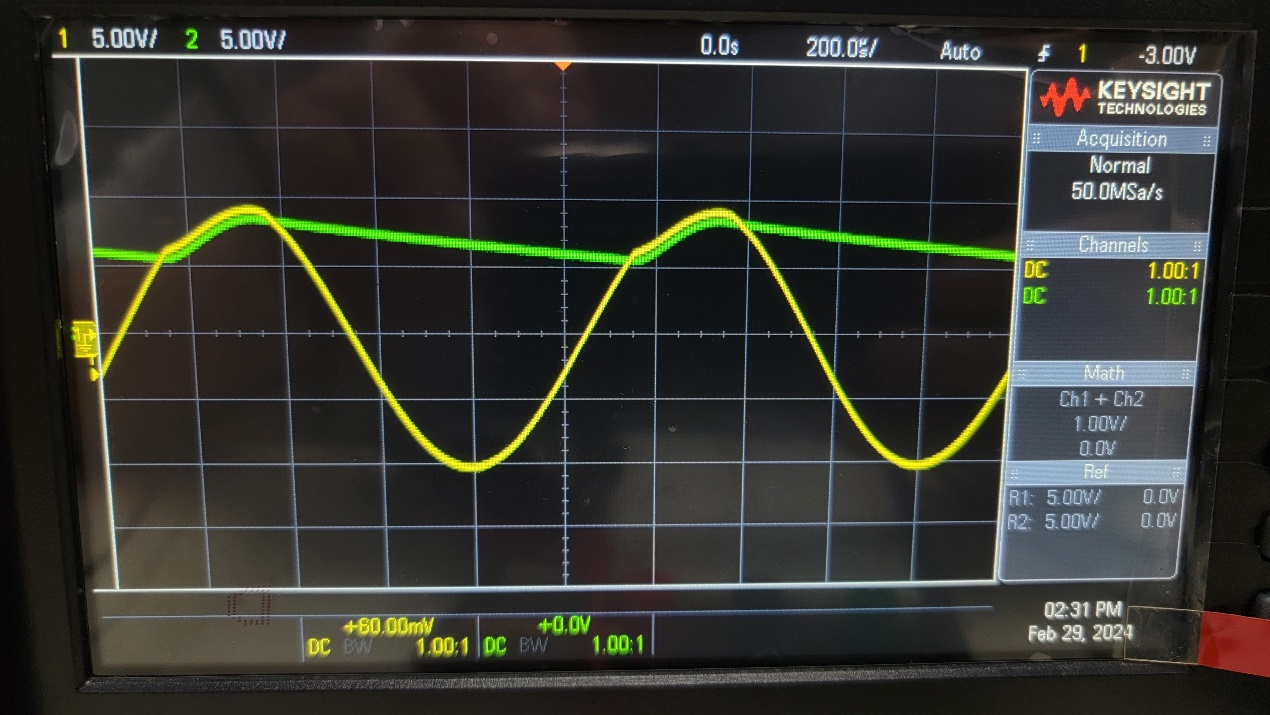 1 5.00V/ 2 5.00V/ 0.0s 200.0us/ Auto 1 -3.00V
KEYSIGHT
TECHNOLOGIES
Acquisition
Normal
50.0MSa/s
Channels
DC 1.00:1
DC 1.00:1
Math
Ch1 + Ch2
1.00V/
0.0V
Ref
R1: 5.00V/ 0.0V
R2: 5.00V/ 0.0V
+60.00mV +0.0V
DC BW 1.00:1 DC BW 1.00:1
02:31 PM
Feb 29, 2024